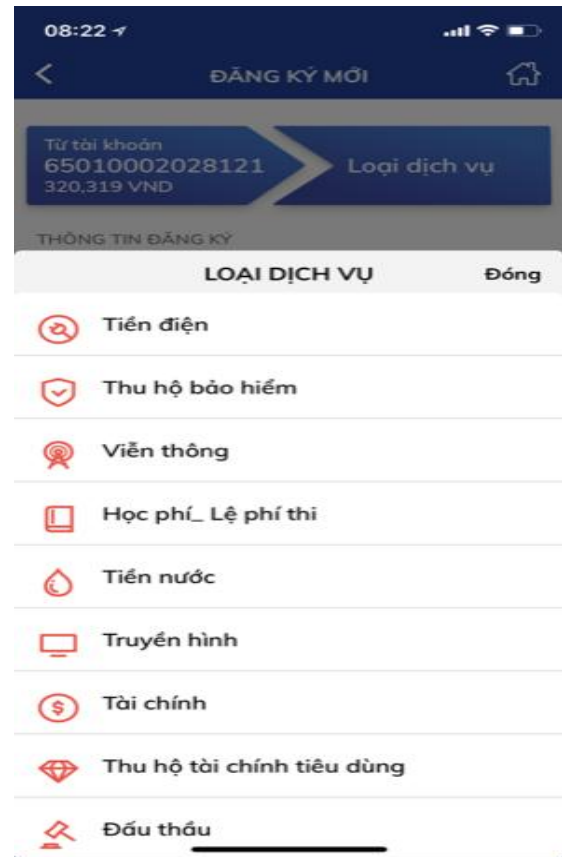 08:22
ĐĂNG KÝ MỚI
Từ tài khoản
65010002028121
320,319 VND
Loại dịch vụ
THÔNG TIN ĐĂNG KÝ
LOẠI DỊCH VỤ
Đóng
Tiền điện
Thu hộ bảo hiểm
Viễn thông
Học phí_ Lệ phí thi
Tiền nước
Truyền hình
Tài chính
Thu hộ tài chính tiêu dùng
Đấu thầu